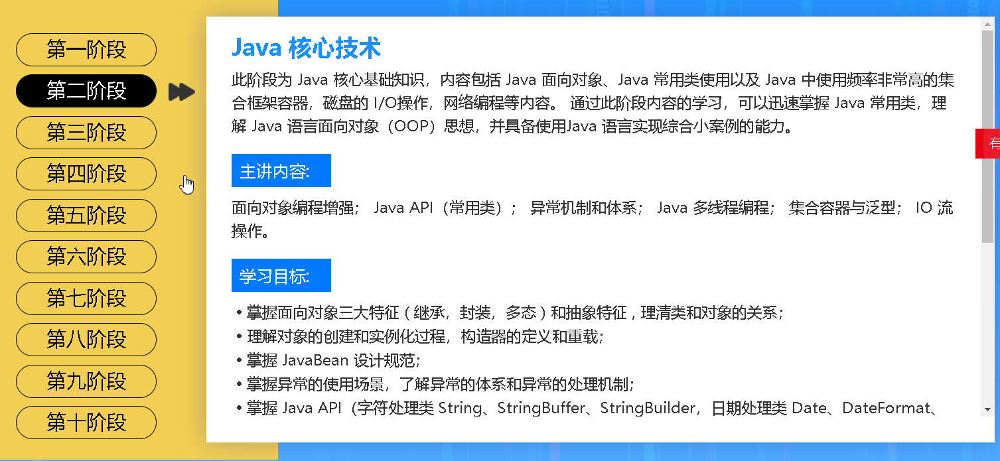 第一阶段
第二阶段
第三阶段
第四阶段
第五阶段
第六阶段
第七阶段
第八阶段
第九阶段
第十阶段
Java 核心技术
此阶段为 Java 核心基础知识，内容包括 Java 面向对象、Java 常用类使用以及 Java 中使用频率非常高的集
合框架容器，磁盘的 I/O操作，网络编程等内容。 通过此阶段内容的学习，可以迅速掌握 Java 常用类，理
解 Java 语言面向对象（OOP）思想，并具备使用Java 语言实现综合小案例的能力。
主讲内容:
面向对象编程增强； Java API（常用类）； 异常机制和体系； Java 多线程编程； 集合容器与泛型； IO 流
操作。
学习目标:
• 掌握面向对象三大特征 ( 继承，封装，多态 ) 和抽象特征 , 理清类和对象的关系；
• 理解对象的创建和实例化过程，构造器的定义和重载；
• 掌握 JavaBean 设计规范；
• 掌握异常的使用场景，了解异常的体系和异常的处理机制；
• 掌握 Java API（字符处理类 String、StringBuffer、StringBuilder，日期处理类 Date、DateFormat、
有